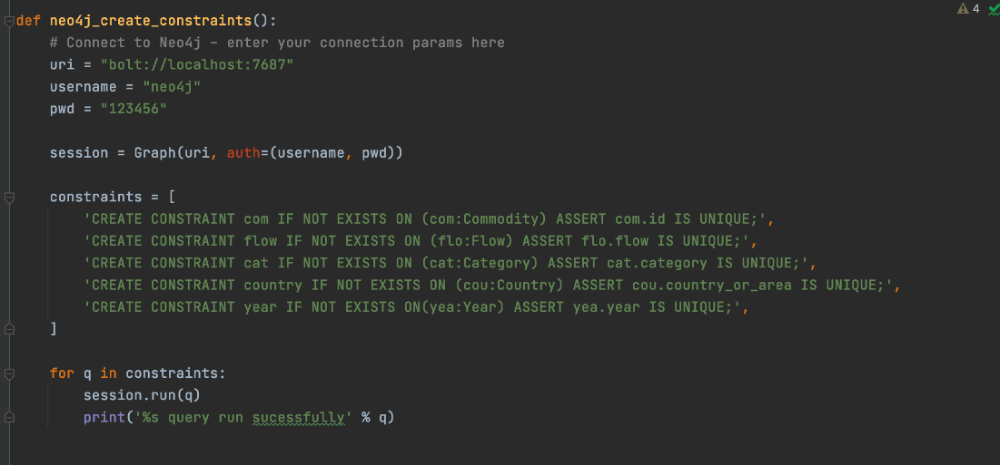 4
def neo4j_create_constraints():
# Connect to Neo4j - enter your connection params here
uri = "bolt://localhost:7687"
username = "neo4j"
pwd = "123456"
session = Graph(uri, auth=(username, pwd))
constraints = [
'CREATE CONSTRAINT com IF NOT EXISTS ON (com:Commodity) ASSERT com.id IS UNIQUE;',
'CREATE CONSTRAINT flow IF NOT EXISTS ON (flo:Flow) ASSERT flo.flow IS UNIQUE;',
'CREATE CONSTRAINT cat IF NOT EXISTS ON (cat:Category) ASSERT cat.category IS UNIQUE;',
'CREATE CONSTRAINT country IF NOT EXISTS ON (cou:Country) ASSERT cou.country_or_area IS UNIQUE;',
'CREATE CONSTRAINT year IF NOT EXISTS ON(yea:Year) ASSERT yea.year IS UNIQUE;',
]
for q in constraints:
session.run(q)
print('%s query run sucessfully' % q)